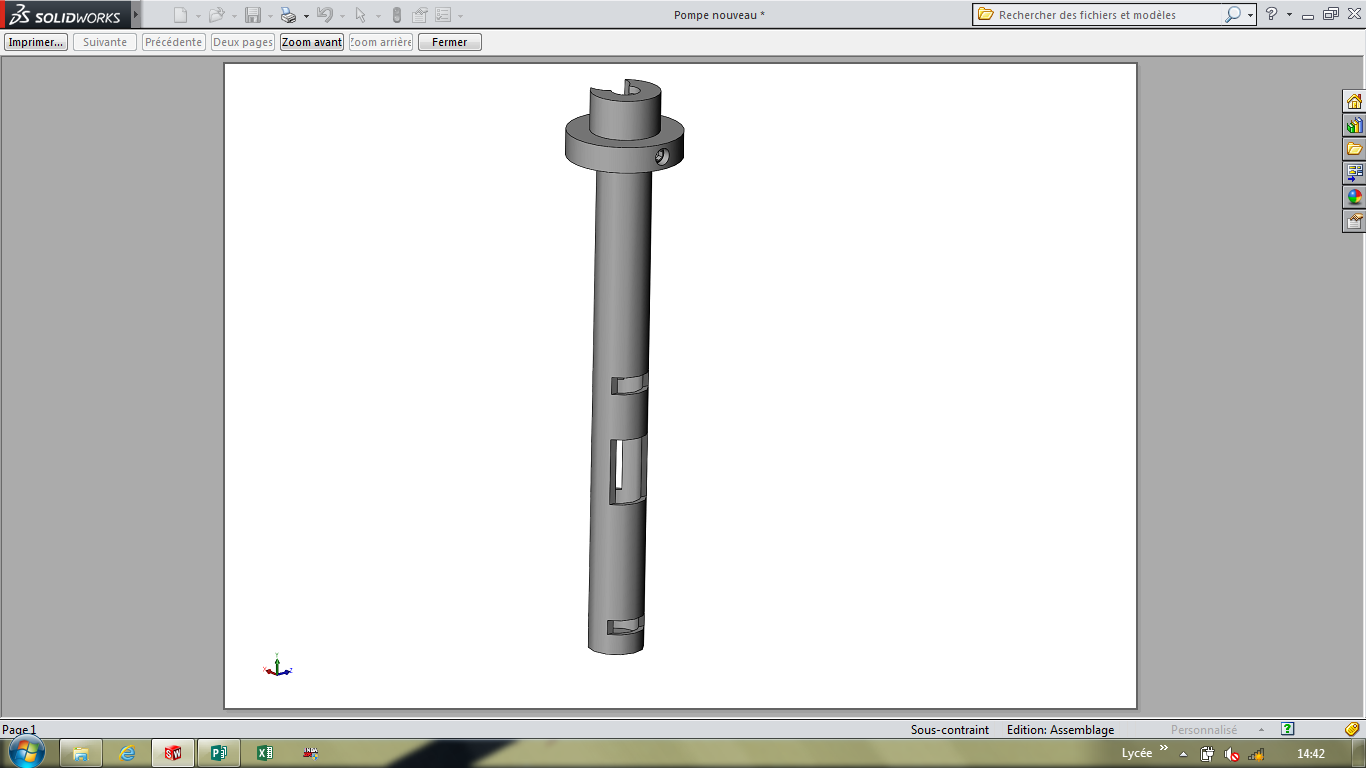 SOLIDWORKS
Pompe nouveau *
Rechercher des fichiers et modèles
Imprimer... Suivante Précédente Deux pages Zoom avant Zoom arrière Fermer
Page 1
Sous-contraint
Edition: Assemblage
Personnalisé
Lycée
14:42